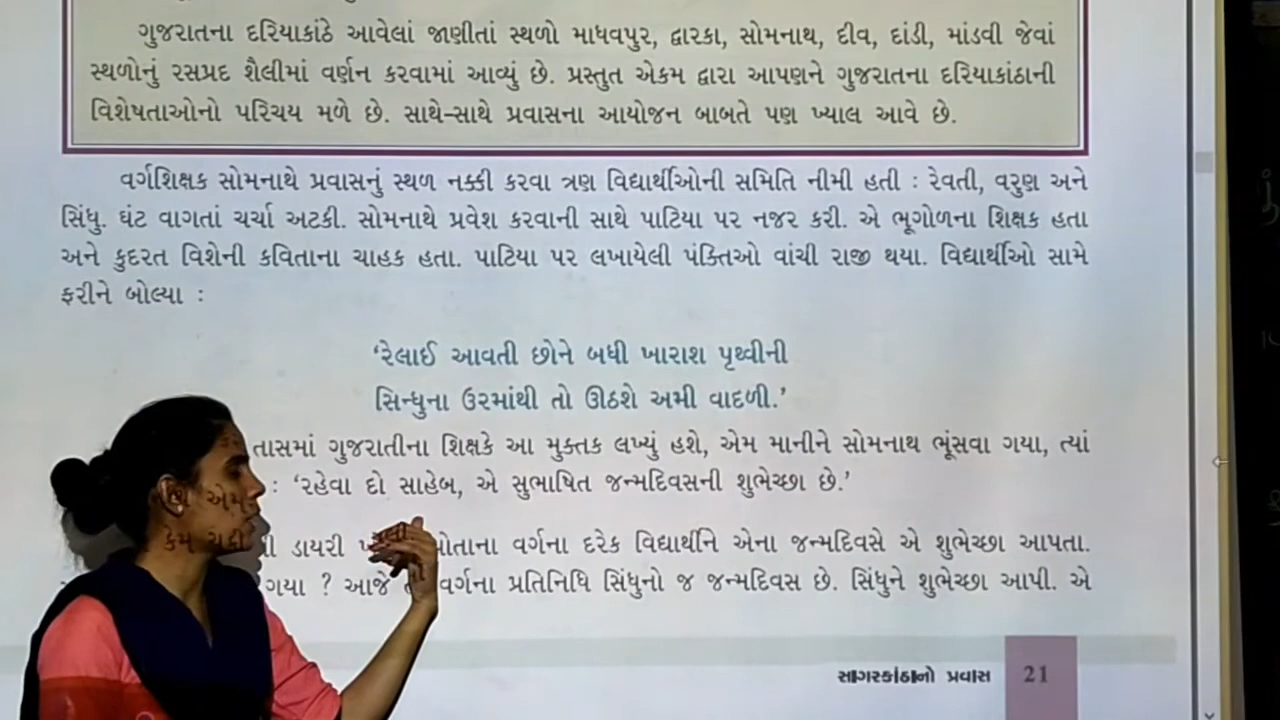 ગુજરાતના દરિયાકાંઠે આવેલાં જાણીતાં સ્થળો માધવપુર, દ્વારકા, સોમનાથ, દીવ, દાંડી, માંડવી જેવાં
સ્થળોનું રસપ્રદ શૈલીમાં વર્ણન કરવામાં આવ્યું છે. પ્રસ્તુત એકમ દ્વારા આપણને ગુજરાતના દરિયાકાંઠાની
વિશેષતાઓનો પરિચય મળે છે. સાથે-સાથે પ્રવાસના આયોજન બાબતે પણ ખ્યાલ આવે છે.
વર્ગશિક્ષક સોમનાથે પ્રવાસનું સ્થળ નક્કી કરવા ત્રણ વિદ્યાર્થીઓની સમિતિ નીમી હતી : રેવતી, વરુણ અને
સિંધુ. ઘંટ વાગતાં ચર્ચા અટકી. સોમનાથે પ્રવેશ કરવાની સાથે પાટિયા પર નજર કરી. એ ભૂગોળના શિક્ષક હતા
અને કુદરત વિશેની કવિતાના ચાહક હતા. પાટિયા પર લખાયેલી પંક્તિઓ વાંચી રાજી થયા. વિદ્યાર્થીઓ સામે
ફરીને બોલ્યા :
‘રેલાઈ આવતી છોને બધી ખારાશ પૃથ્વીની
સિન્ધુના ઉરમાંથી તો ઊઠશે અમી વાદળી.’
તાસમાં ગુજરાતીના શિક્ષકે આ મુક્તક લખ્યું હશે, એમ માનીને સોમનાથ ભૂંસવા ગયા, ત્યાં
: ‘રહેવા દો સાહેબ, એ સુભાષિત જન્મદિવસની શુભેચ્છા છે.’
ડાયરી પોતાના વર્ગના દરેક વિદ્યાર્થીને એના જન્મદિવસે એ શુભેચ્છા આપતા.
ગયા ? આજે વર્ગના પ્રતિનિધિ સિંધુનો જ જન્મદિવસ છે. સિંધુને શુભેચ્છા આપી. એ
સાગરકાંઠાનો પ્રવાસ 21